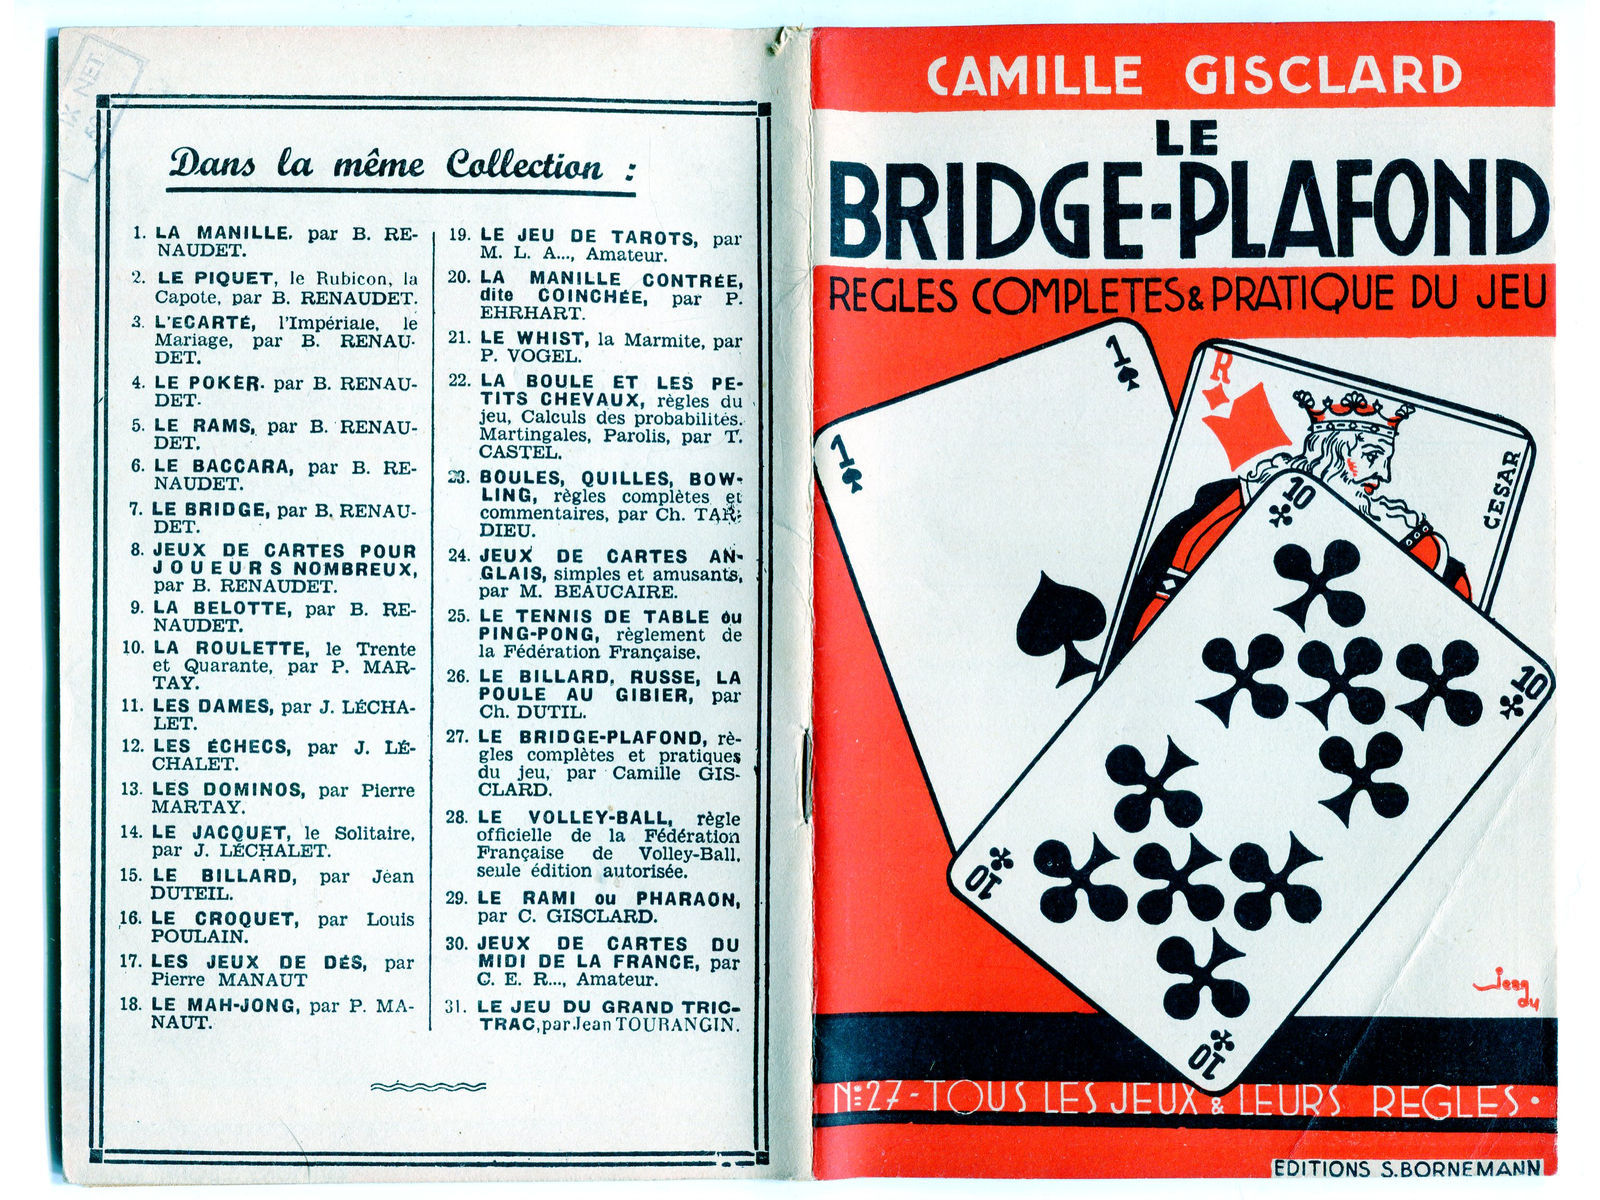 Dans la même Collection :
1. LA MANILLE, par B. RE-
NAUDET.
2. LE PIQUET, le Rubicon, la
Capote, par B. RENAUDET.
3. L'ECARTÉ, l'Impériale, le
Mariage, par B. RENAU-
DET.
4. LE POKER. par B. RENAU-
DET.
5. LE RAMS, par B. RENAU-
DET.
6. LE BACCARA, par B. RE-
NAUDET.
7. LE BRIDGE, par B. RENAU-
DET.
8. JEUX DE CARTES POUR
JOUEURS NOMBREUX,
par B. RENAUDET.
9. LA BELOTTE, par B. RE-
NAUDET.
10. LA ROULETTE, le Trente
et Quarante, par P. MAR-
TAY.
11. LES DAMES, par J. LÉCHA-
LET.
12. LES ÉCHECS, par J. LÉ-
CHALET.
13. LES DOMINOS, par Pierre
MARTAY.
14. LE JACQUET, le Solitaire,
par J. LÉCHALET.
15. LE BILLARD, par Jean
DUTEIL.
16. LE CROQUET, par Louis
POULAIN.
17. LES JEUX DE DÉS, par
Pierre MANAUT
18. LE MAH-JONG, par P. MA-
NAUT.
19. LE JEU DE TAROTS, par
M. L. A..., Amateur.
20. LA MANILLE CONTRÉE,
dite COINCHÉE, par P.
EHRHART.
21. LE WHIST, la Marmite, par
P. VOGEL.
22. LA BOULE ET LES PE-
TITS CHEVAUX, règles du
jeu, Calculs des probabilités.
Martingales, Parolis, par T.
CASTEL.
23. BOULES, QUILLES, BOW-
LING, règles complètes et
commentaires, par Ch. TAR-
DIEU.
24. JEUX DE CARTES AN-
GLAIS, simples et amusants,
par M. BEAUCAIRE.
25. LE TENNIS DE TABLE ou
PING-PONG, règlement de
la Fédération Française.
26. LE BILLARD, RUSSE, LA
POULE AU GIBIER, par
Ch. DUTIL.
27. LE BRIDGE-PLAFOND, rè-
gles complètes et pratiques
du jeu, par Camille GIS-
CLARD.
28. LE VOLLEY-BALL, règle
officielle de la Fédération
Française de Volley-Ball,
seule édition autorisée.
29. LE RAMI ou PHARAON,
par C. GISCLARD.
30. JEUX DE CARTES DU
MIDI DE LA FRANCE, par
C. E. R..., Amateur.
31. LE JEU DU GRAND TRIC-
TRAC, par Jean TOURANGIN.
CAMILLE GISCLARD
LE
BRIDGE-PLAFOND
REGLES COMPLETES & PRATIQUE DU JEU
1
1
R
CESAR
10
10
10
10
Jean
N° 27 - TOUS LES JEUX & LEURS REGLES •
EDITIONS S. BORNEMANN